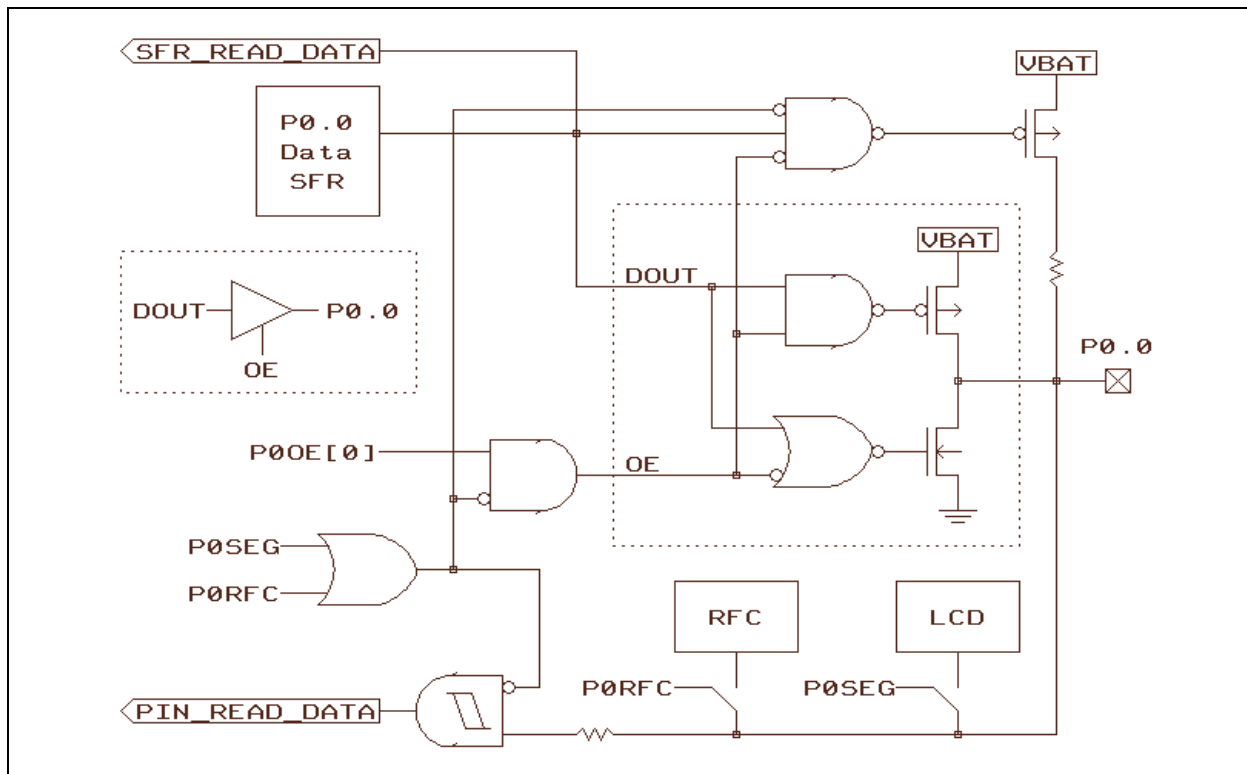 SFR_READ_DATA
VBAT
P0.0
Data
SFR
VBAT
DOUT
DOUT
P0.0
OE
P0.0
P0OE[0]
OE
P0SEG
P0RFC
RFC
LCD
P0RFC
P0SEG
PIN_READ_DATA